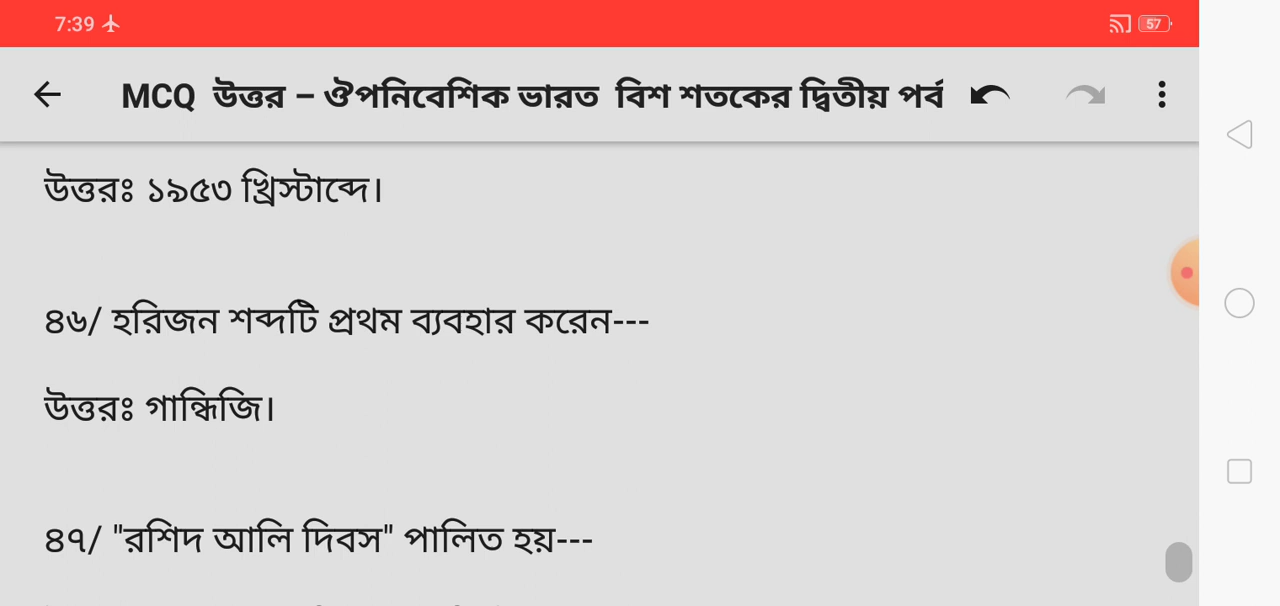 7:39
57
MCQ উত্তর – ঔপনিবেশিক ভারত বিশ শতকের দ্বিতীয় পর্ব
উত্তরঃ ১৯৫৩ খ্রিস্টাব্দে।
৪৬/ হরিজন শব্দটি প্রথম ব্যবহার করেন---
উত্তরঃ গান্ধিজি।
৪৭/ "রশিদ আলি দিবস" পালিত হয়---